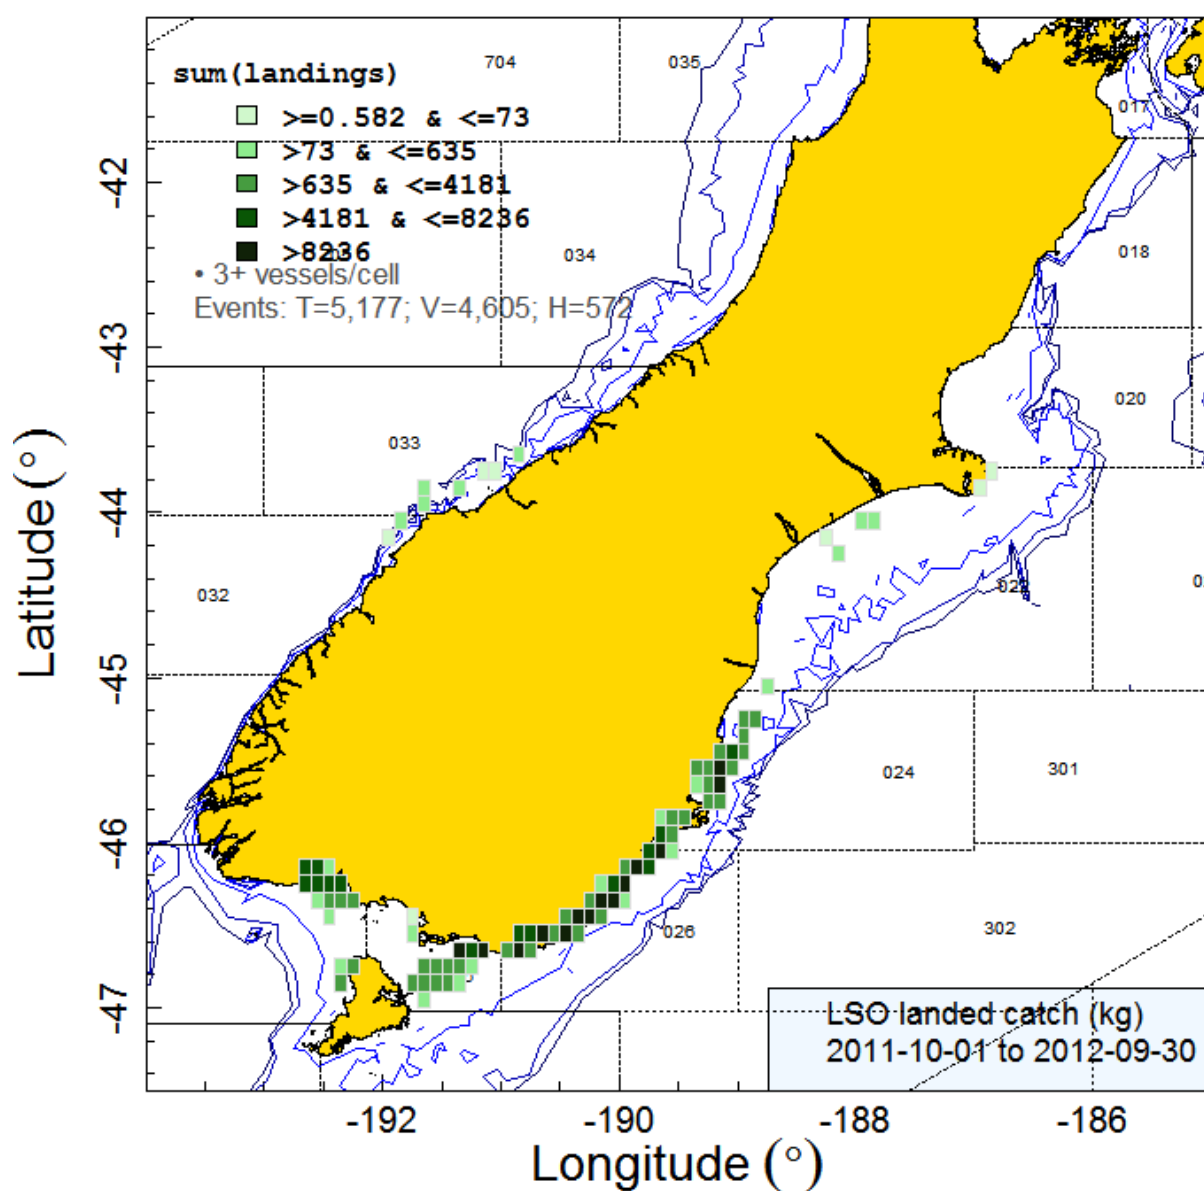 704
035
017
sum(landings)
>=0.582 & <=73
>73 & <=635
>635 & <=4181
>4181 & <=8236
>8236
• 3+ vessels/cell
Events: T=5,177; V=4,605; H=572
034
018
020
033
032
022
024
301
026
302
LSO landed catch (kg)
2011-10-01 to 2012-09-30
-42
-43
-44
-45
-46
-47
Latitude (°)
-192
-190
-188
-186
Longitude (°)